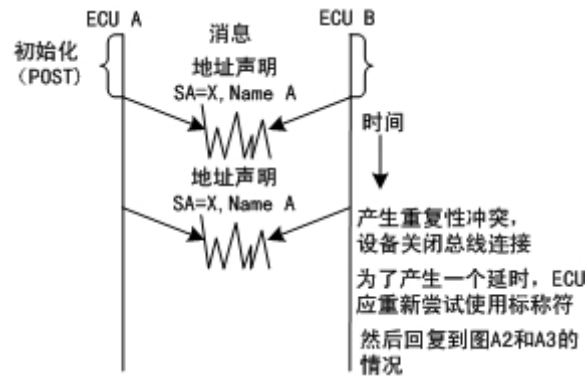 ECU A
消息
ECU B
初始化
（POST)
地址声明
SA=X,Name A
时间
地址声明
SA=X,Name A
产生重复性冲突，
设备关闭总线连接
为了产生一个延时，ECU
应重新尝试使用标称符
然后回复到图A2和A3的
情况